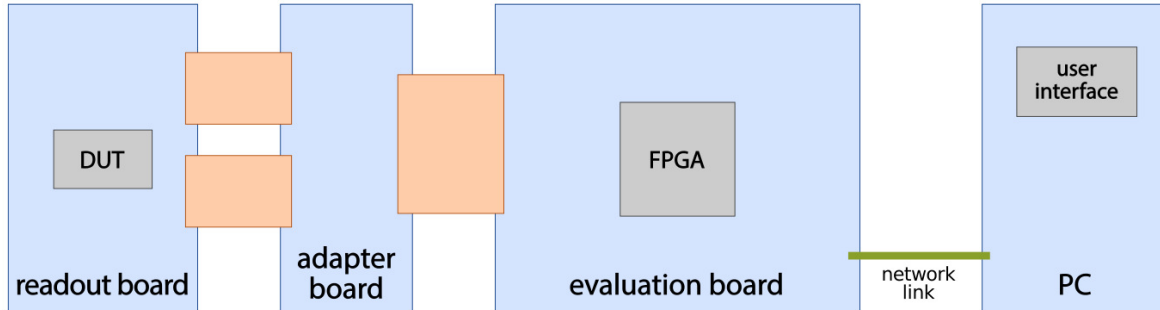 DUT
readout board
adapter
board
FPGA
evaluation board
network
link
user
interface
PC